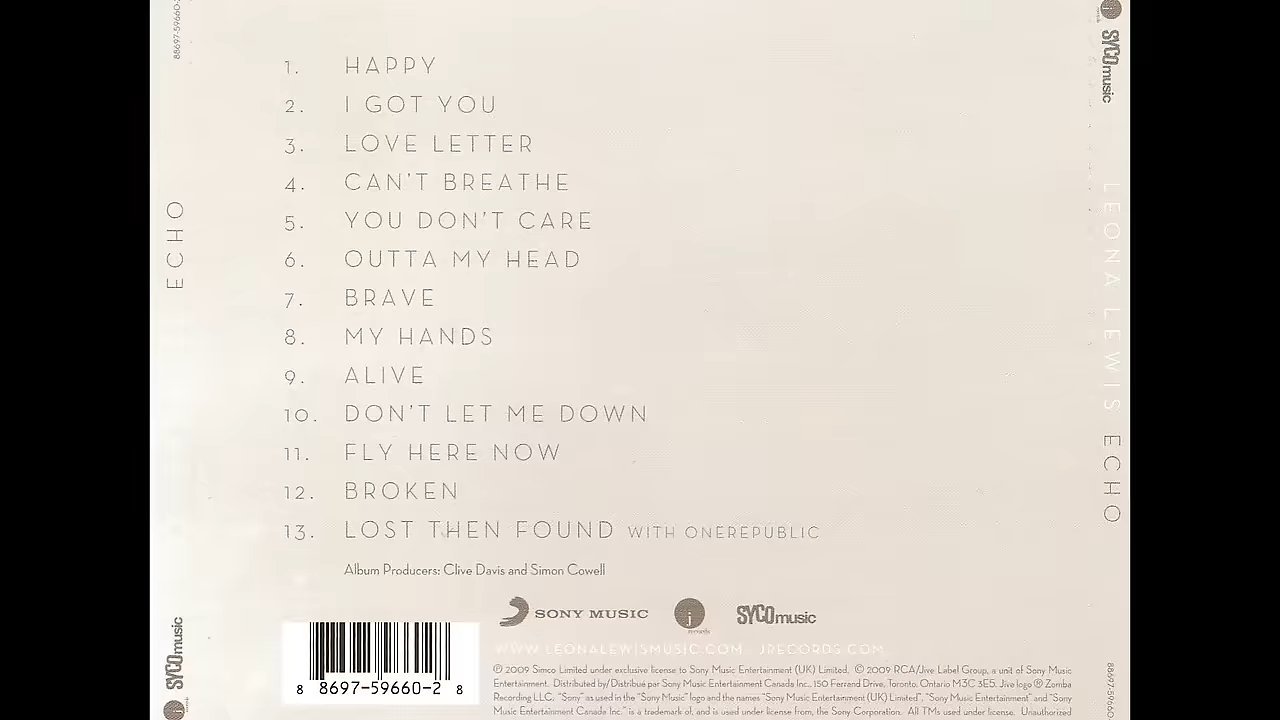 1. HAPPY
2. I GOT YOU
3. LOVE LETTER
4. CAN'T BREATHE
5. YOU DON'T CARE
6. OUTTA MY HEAD
7. BRAVE
8. MY HANDS
9. ALIVE
10. DON'T LET ME DOWN
11. FLY HERE NOW
12. BROKEN
13. LOST THEN FOUND WITH ONEREPUBLIC
Album Producers: Clive Davis and Simon Cowell
SONY MUSIC
j records
SYCOmusic
WWW.LEONALEWISMUSIC.COM JRECORDS.COM
℗ 2009 Simco Limited under exclusive license to Sony Music Entertainment (UK) Limited. © 2009 RCA/Jive Label Group, a unit of Sony Music
Entertainment. Distributed by/Distribué par Sony Music Entertainment Canada Inc., 150 Ferrand Drive, Toronto, Ontario M3C 3E5. Jive logo ® Zomba
Recording LLC. "Sony" as used in the "Sony Music" logo and the names "Sony Music Entertainment (UK) Limited", "Sony Music Entertainment" and "Sony
Music Entertainment Canada Inc." is a trademark of, and is used under license from, the Sony Corporation. All TMs used under license. Unauthorized
8 8697-59660-2 8
ECHO
SYCOmusic
88697-59660-
SYCOmusic
LEONA LEWIS ECHO
88697-59660-